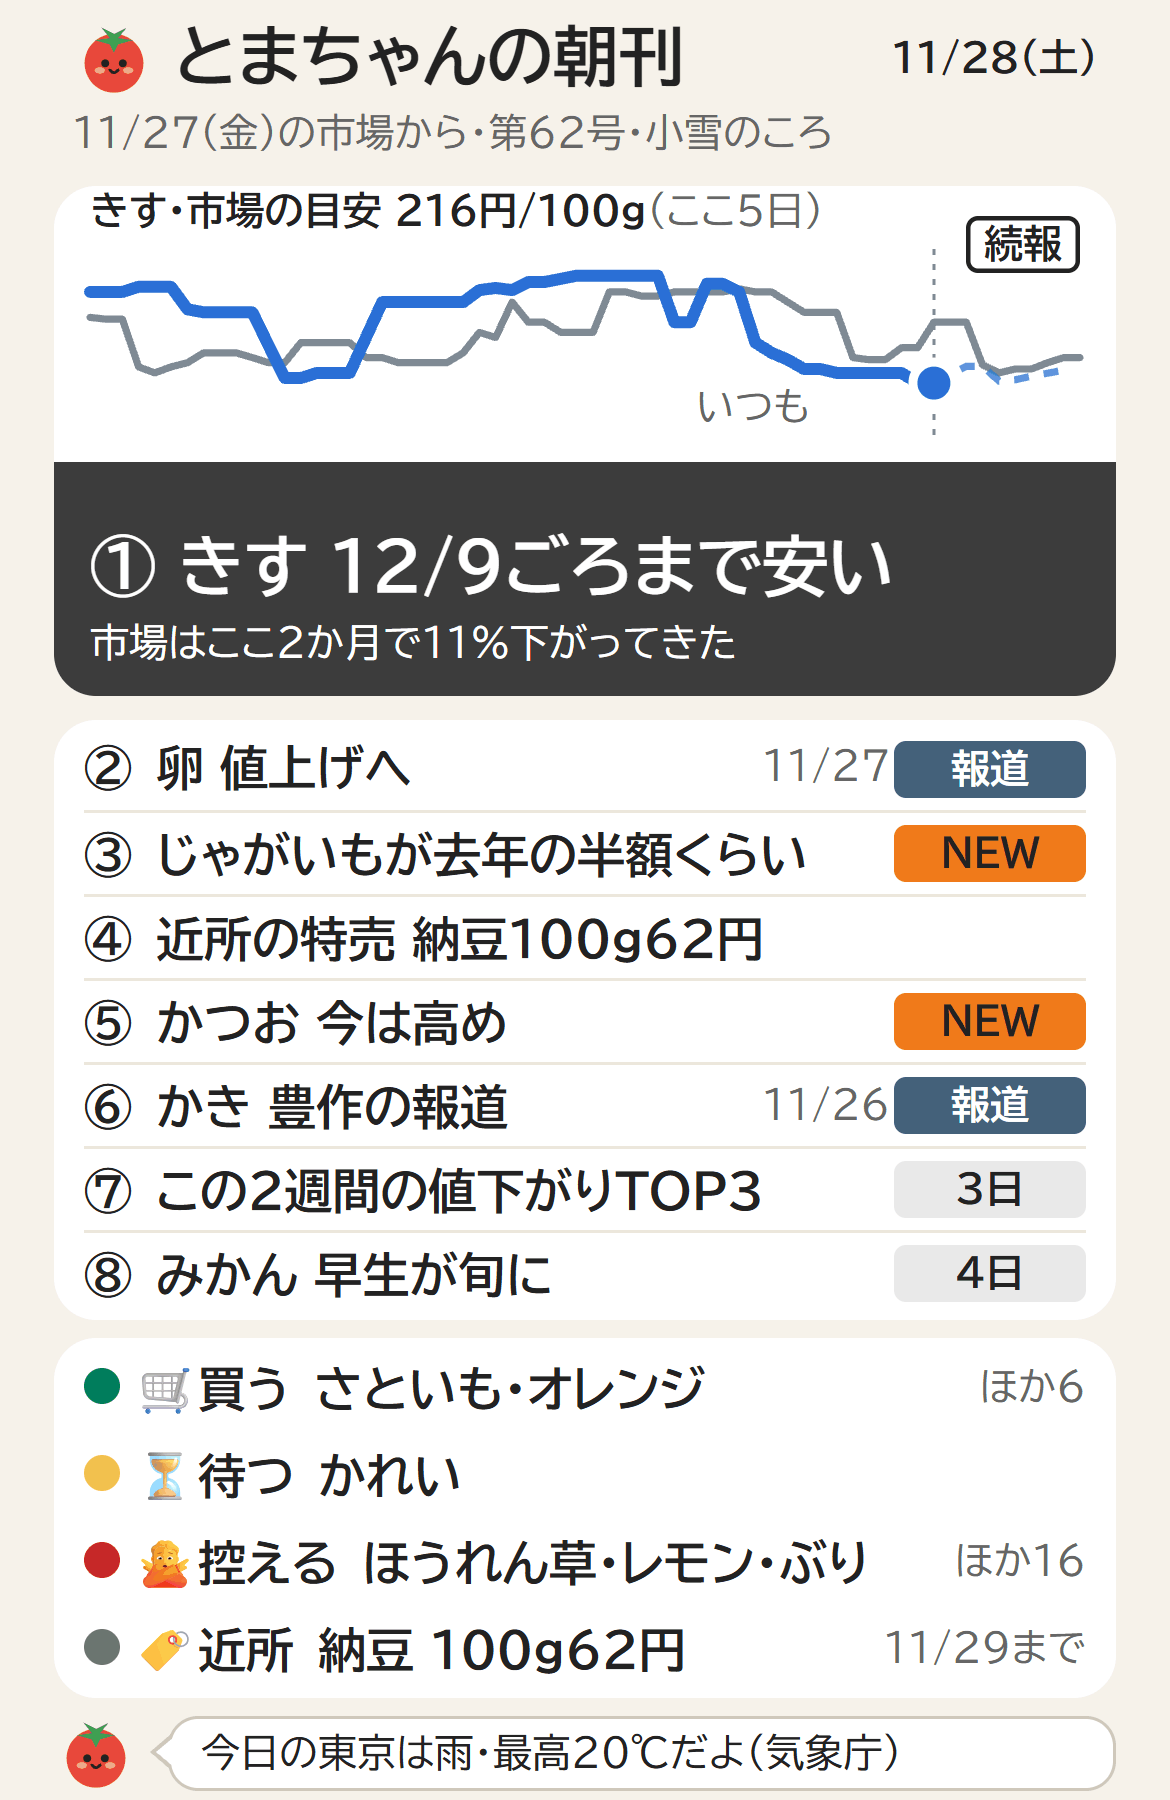 とまちゃんの朝刊
11/28(土)
11/27(金)の市場から・第62号・小雪のころ
きす・市場の目安 216円/100g(ここ5日)
続報
いつも
① きす 12/9ごろまで安い
市場はここ2か月で11%下がってきた
② 卵 値上げへ 11/27 報道
③ じゃがいもが去年の半額くらい NEW
④ 近所の特売 納豆100g62円
⑤ かつお 今は高め NEW
⑥ かき 豊作の報道 11/26 報道
⑦ この2週間の値下がりTOP3 3日
⑧ みかん 早生が旬に 4日
買う さといも・オレンジ ほか6
待つ かれい
控える ほうれん草・レモン・ぶり ほか16
近所 納豆 100g62円 11/29まで
今日の東京は雨・最高20℃だよ(気象庁)